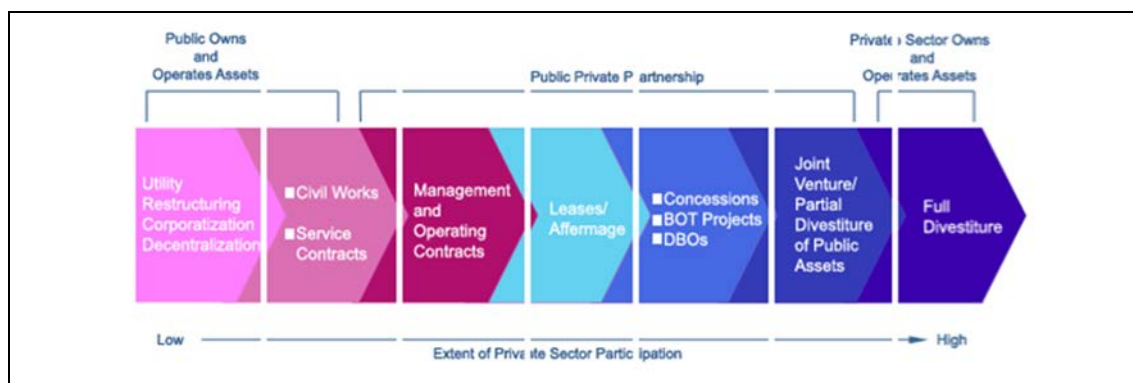 Public Owns
and
Operates Assets
Public Private Partnership
Private Sector Owns
and
Operates Assets
Utility
Restructuring
Corporatization
Decentralization
Civil Works
Service
Contracts
Management
and
Operating
Contracts
Leases/
Affermage
Concessions
BOT Projects
DBOs
Joint
Venture/
Partial
Divestiture
of Public
Assets
Full
Divestiture
Low
Extent of Private Sector Participation
High